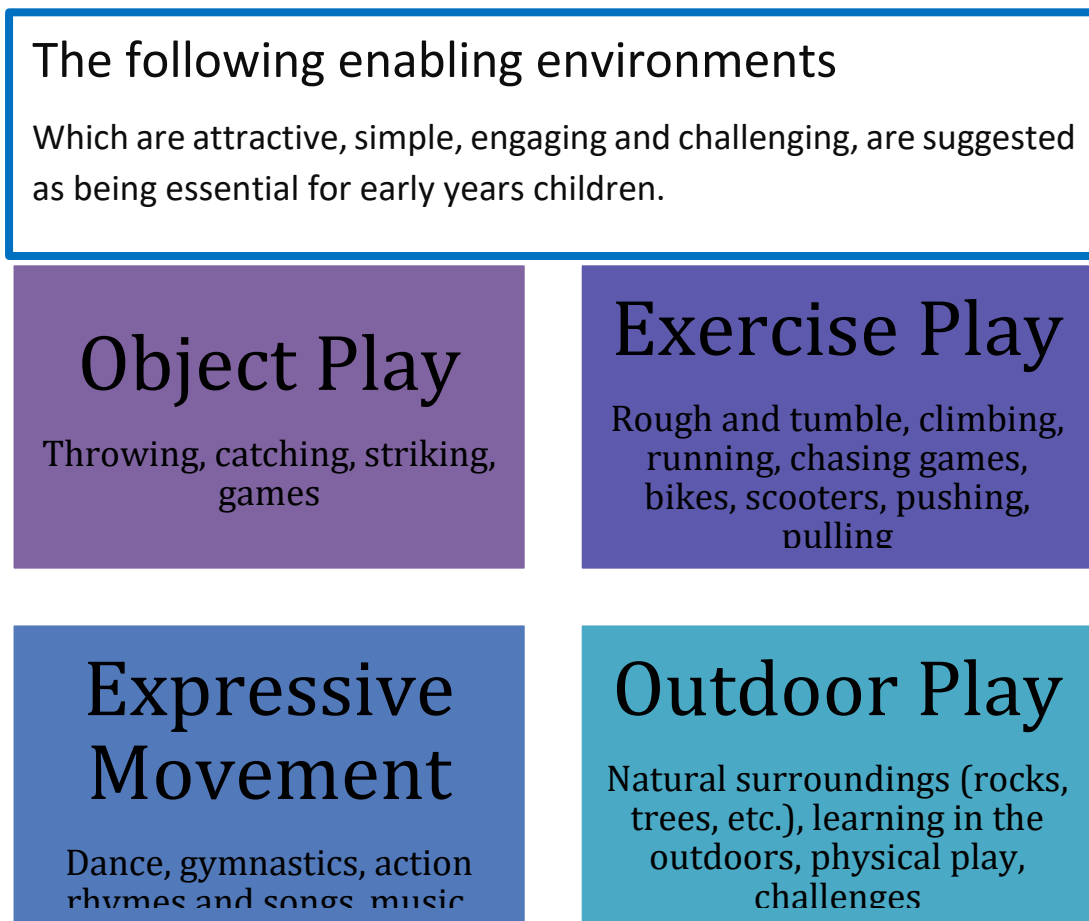 The following enabling environments
Which are attractive, simple, engaging and challenging, are suggested
as being essential for early years children.
Object Play
Throwing, catching, striking,
games
Exercise Play
Rough and tumble, climbing,
running, chasing games,
bikes, scooters, pushing,
pulling
Expressive
Movement
Dance, gymnastics, action
rhymes and songs, music
Outdoor Play
Natural surroundings (rocks,
trees, etc.), learning in the
outdoors, physical play,
challenges